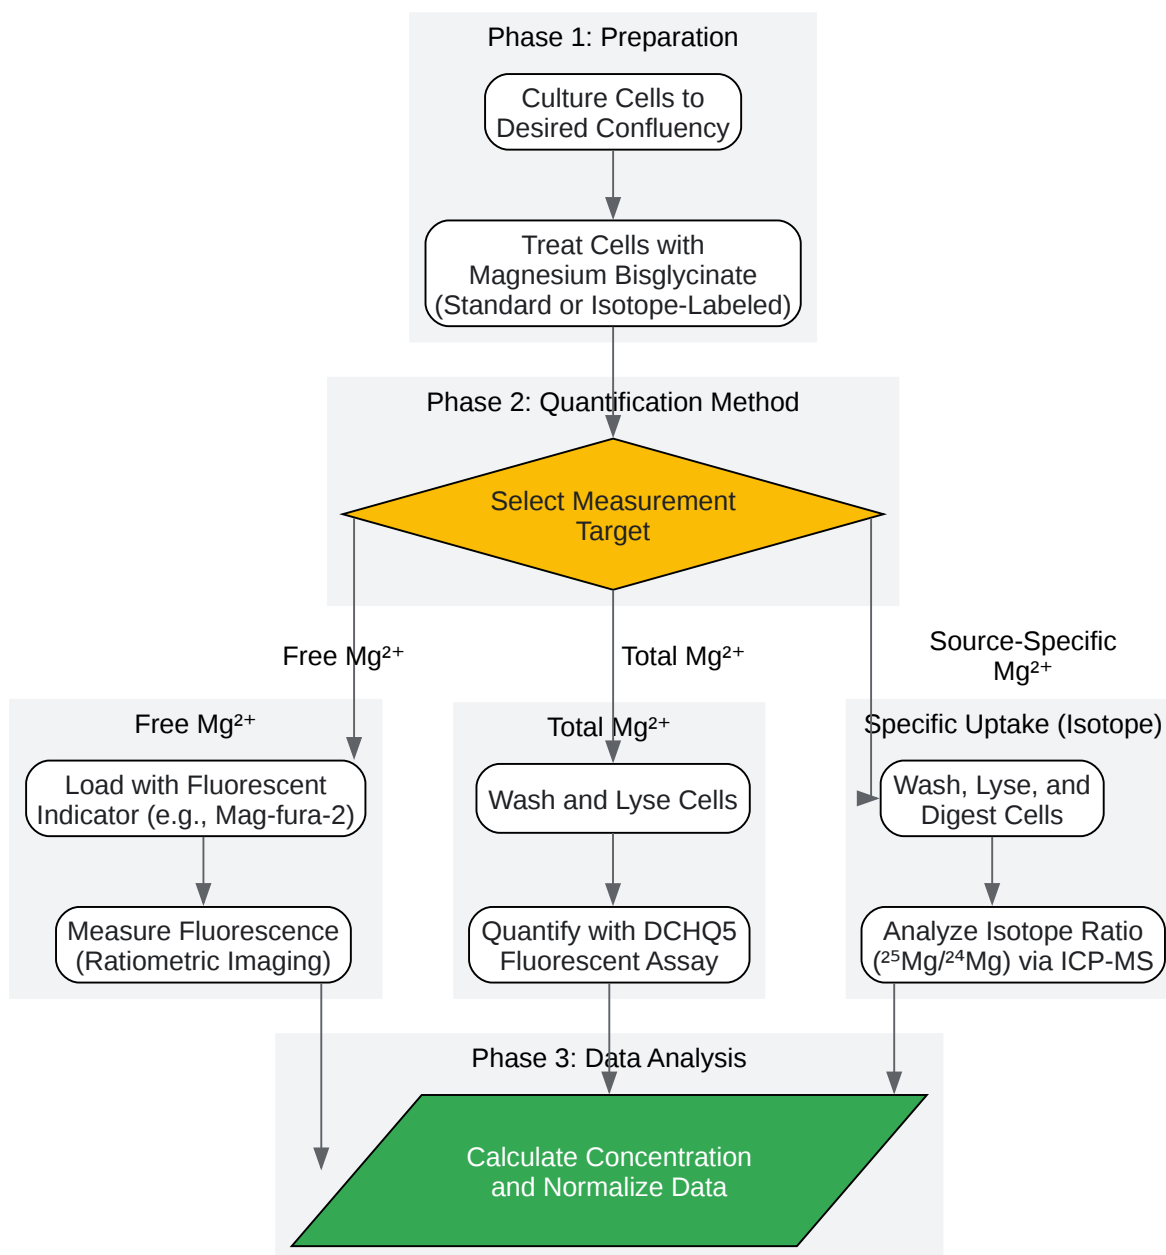 Phase 1: Preparation
Culture Cells to
Desired Confluency
Treat Cells with
Magnesium Bisglycinate
(Standard or Isotope-Labeled)
Phase 2: Quantification Method
Select Measurement
Target
Free Mg²⁺
Total Mg²⁺
Source-Specific
Mg²⁺
Free Mg²⁺
Load with Fluorescent
Indicator (e.g., Mag-fura-2)
Measure Fluorescence
(Ratiometric Imaging)
Total Mg²⁺
Wash and Lyse Cells
Quantify with DCHQ5
Fluorescent Assay
Specific Uptake (Isotope)
Wash, Lyse, and
Digest Cells
Analyze Isotope Ratio
(²⁵Mg/²⁴Mg) via ICP-MS
Phase 3: Data Analysis
Calculate Concentration
and Normalize Data